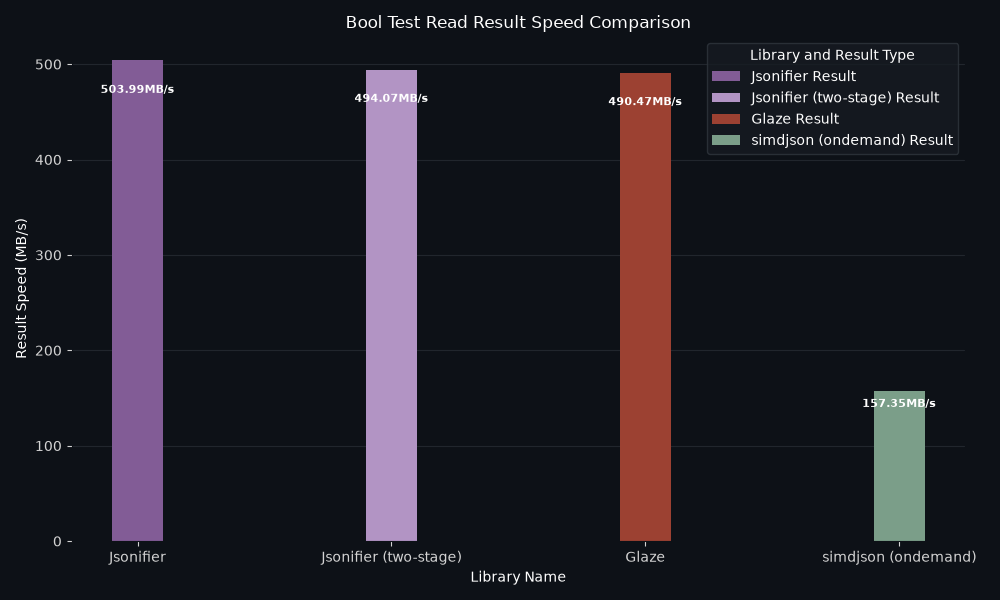 Bool Test Read Result Speed Comparison
Library and Result Type
Jsonifier Result
Jsonifier (two-stage) Result
Glaze Result
simdjson (ondemand) Result
503.99MB/s
494.07MB/s
490.47MB/s
157.35MB/s
Result Speed (MB/s)
500
400
300
200
100
0
Jsonifier
Jsonifier (two-stage)
Glaze
simdjson (ondemand)
Library Name